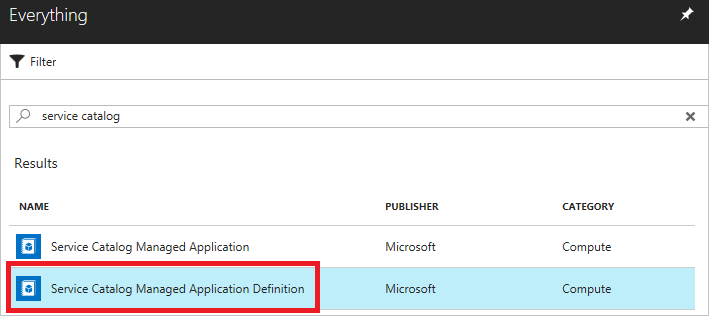 Everything
Filter
service catalog
Results
NAME PUBLISHER CATEGORY
Service Catalog Managed Application Microsoft Compute
Service Catalog Managed Application Definition Microsoft Compute